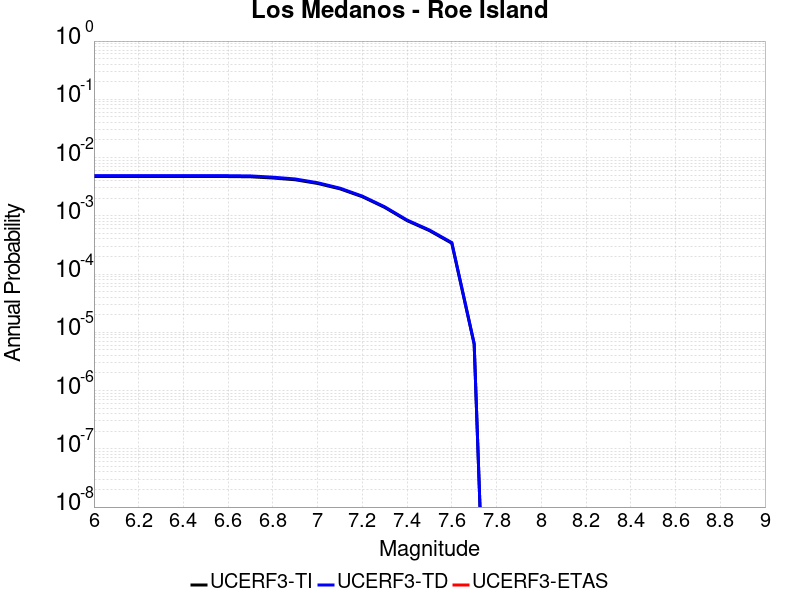 Los Medanos - Roe Island
10^0
10^-1
10^-2
10^-3
10^-4
10^-5
10^-6
10^-7
10^-8
Annual Probability
6 6.2 6.4 6.6 6.8 7 7.2 7.4 7.6 7.8 8 8.2 8.4 8.6 8.8 9
Magnitude
UCERF3-TI UCERF3-TD UCERF3-ETAS